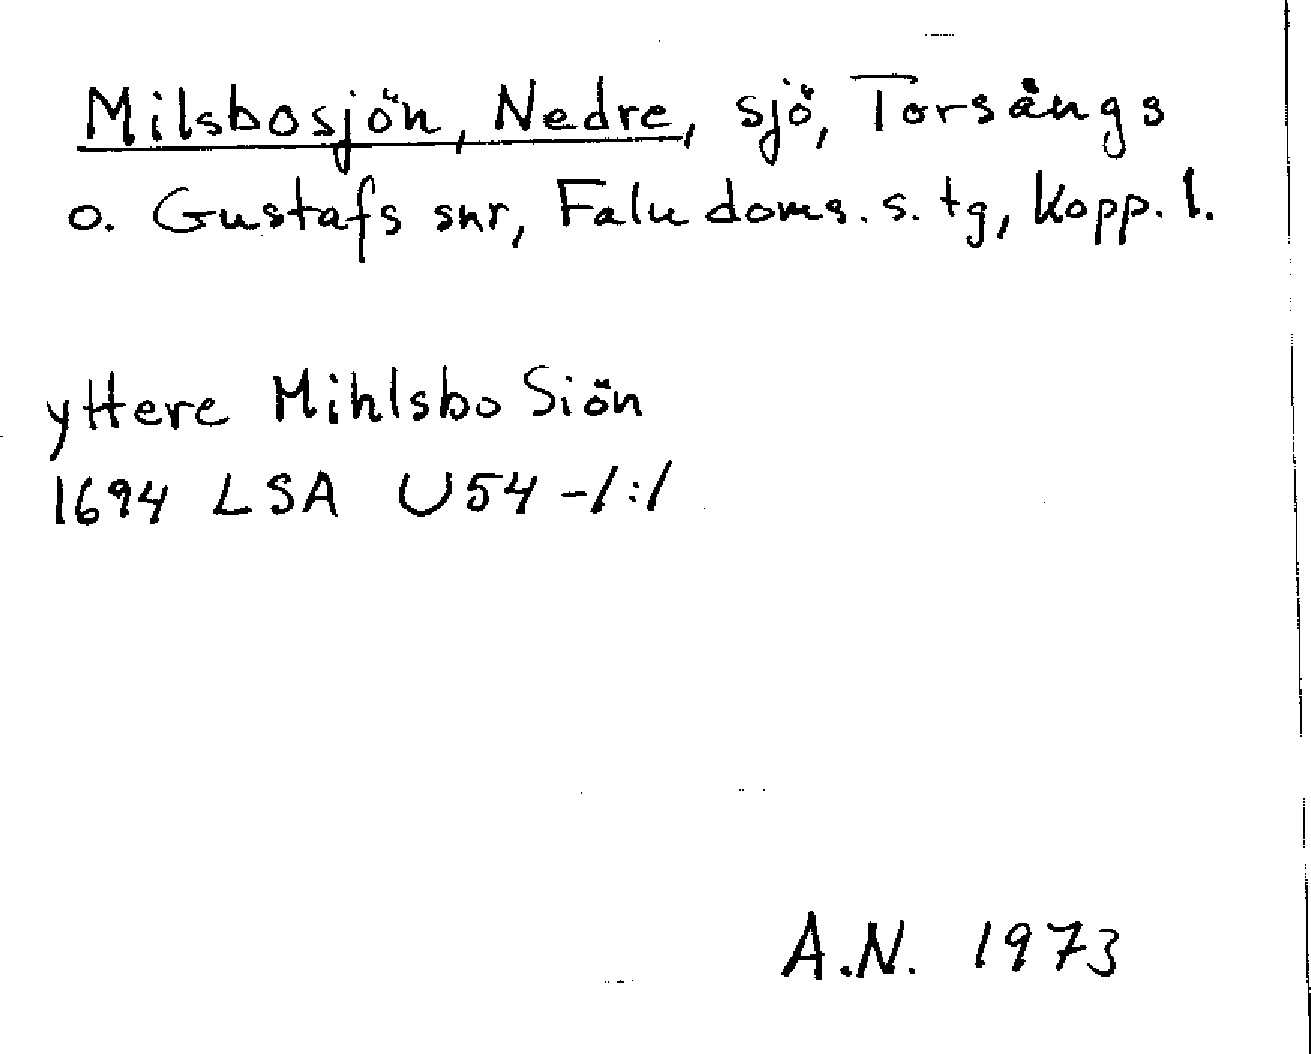 Milsbosjön, Nedre, sjö, Torsångs
o. Gustafs snr, Falu doms. s. tg, Kopp. l.
yttere Mihlsbo Siön
1694 LSA U54 -/:/
A.N. 1973